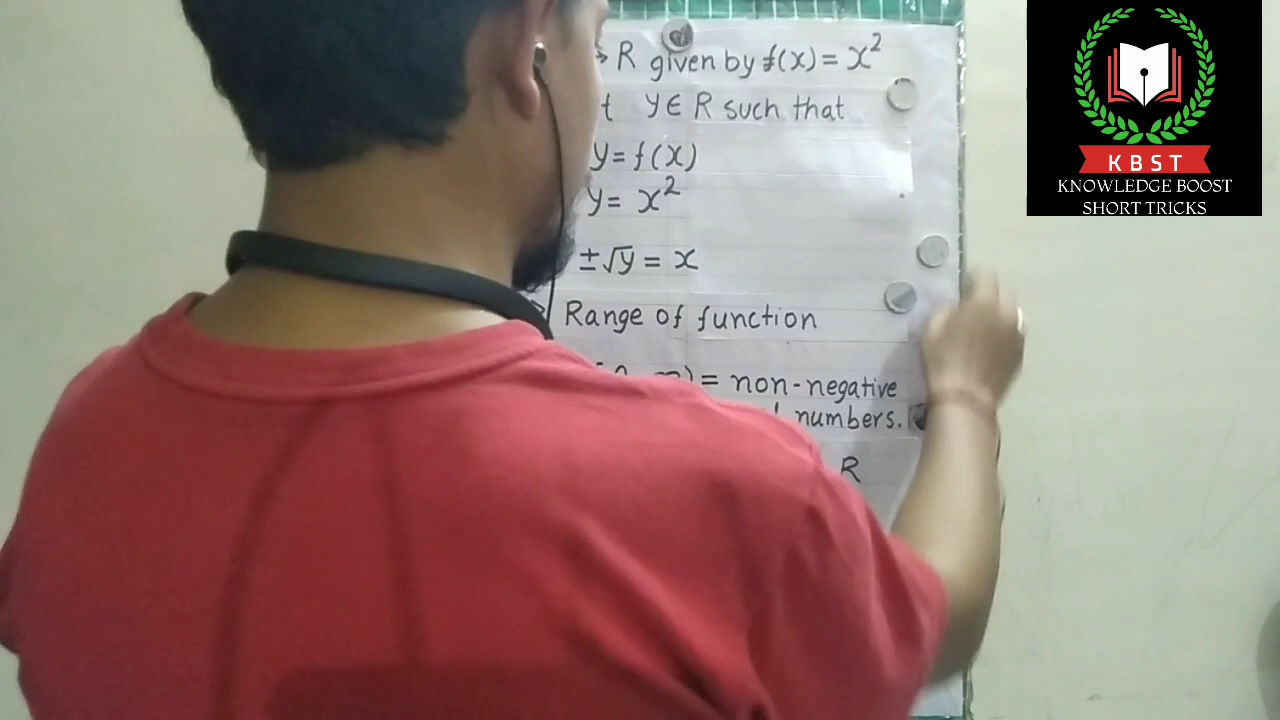 R given by f(x) = x²
t y ∈ R such that
y = f(x)
y = x²
±√y = x
Range of function
) = non-negative
numbers.
R
KBST
KNOWLEDGE BOOST
SHORT TRICKS